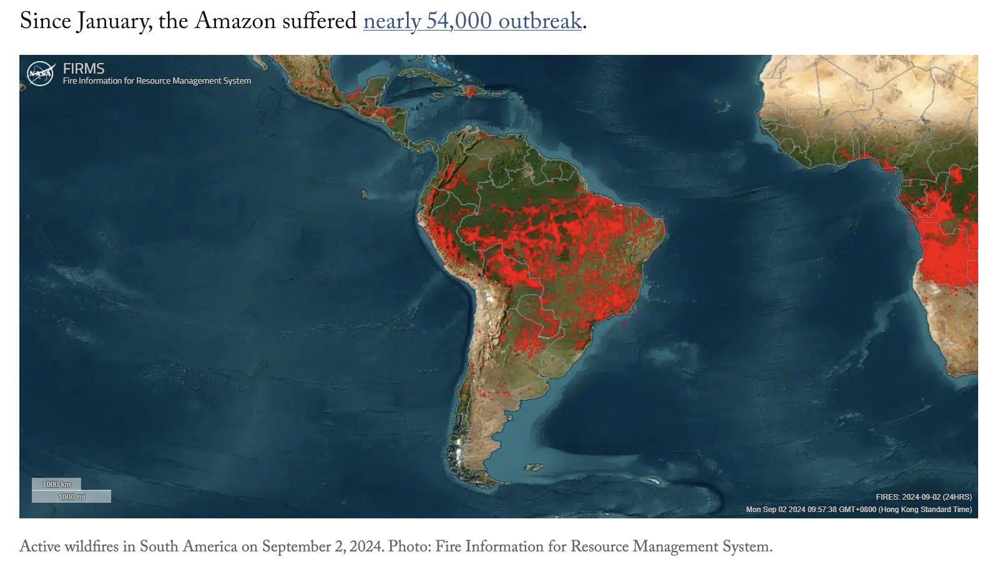 Since January, the Amazon suffered nearly 54,000 outbreak.
NASA
FIRMS
Fire Information for Resource Management System
1000 km
1000 mi
FIRES: 2024-09-02 (24HRS)
Mon Sep 02 2024 09:57:38 GMT+0800 (Hong Kong Standard Time)
Active wildfires in South America on September 2, 2024. Photo: Fire Information for Resource Management System.